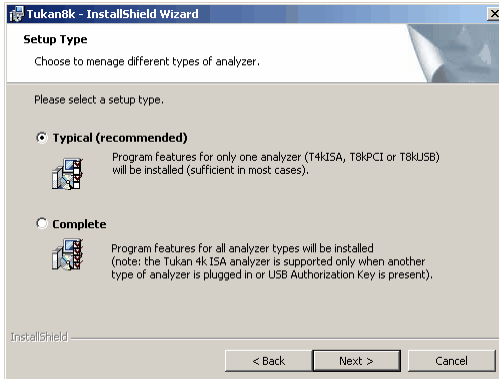 Tukan8k - InstallShield Wizard
Setup Type
Choose to menage different types of analyzer.
Please select a setup type.
Typical (recommended)
Program features for only one analyzer (T4kISA, T8kPCI or T8kUSB)
will be installed (sufficient in most cases).
Complete
Program features for all analyzer types will be installed
(note: the Tukan 4k ISA analyzer is supported only when another
type of analyzer is plugged in or USB Authorization Key is present).
InstallShield
< Back Next > Cancel